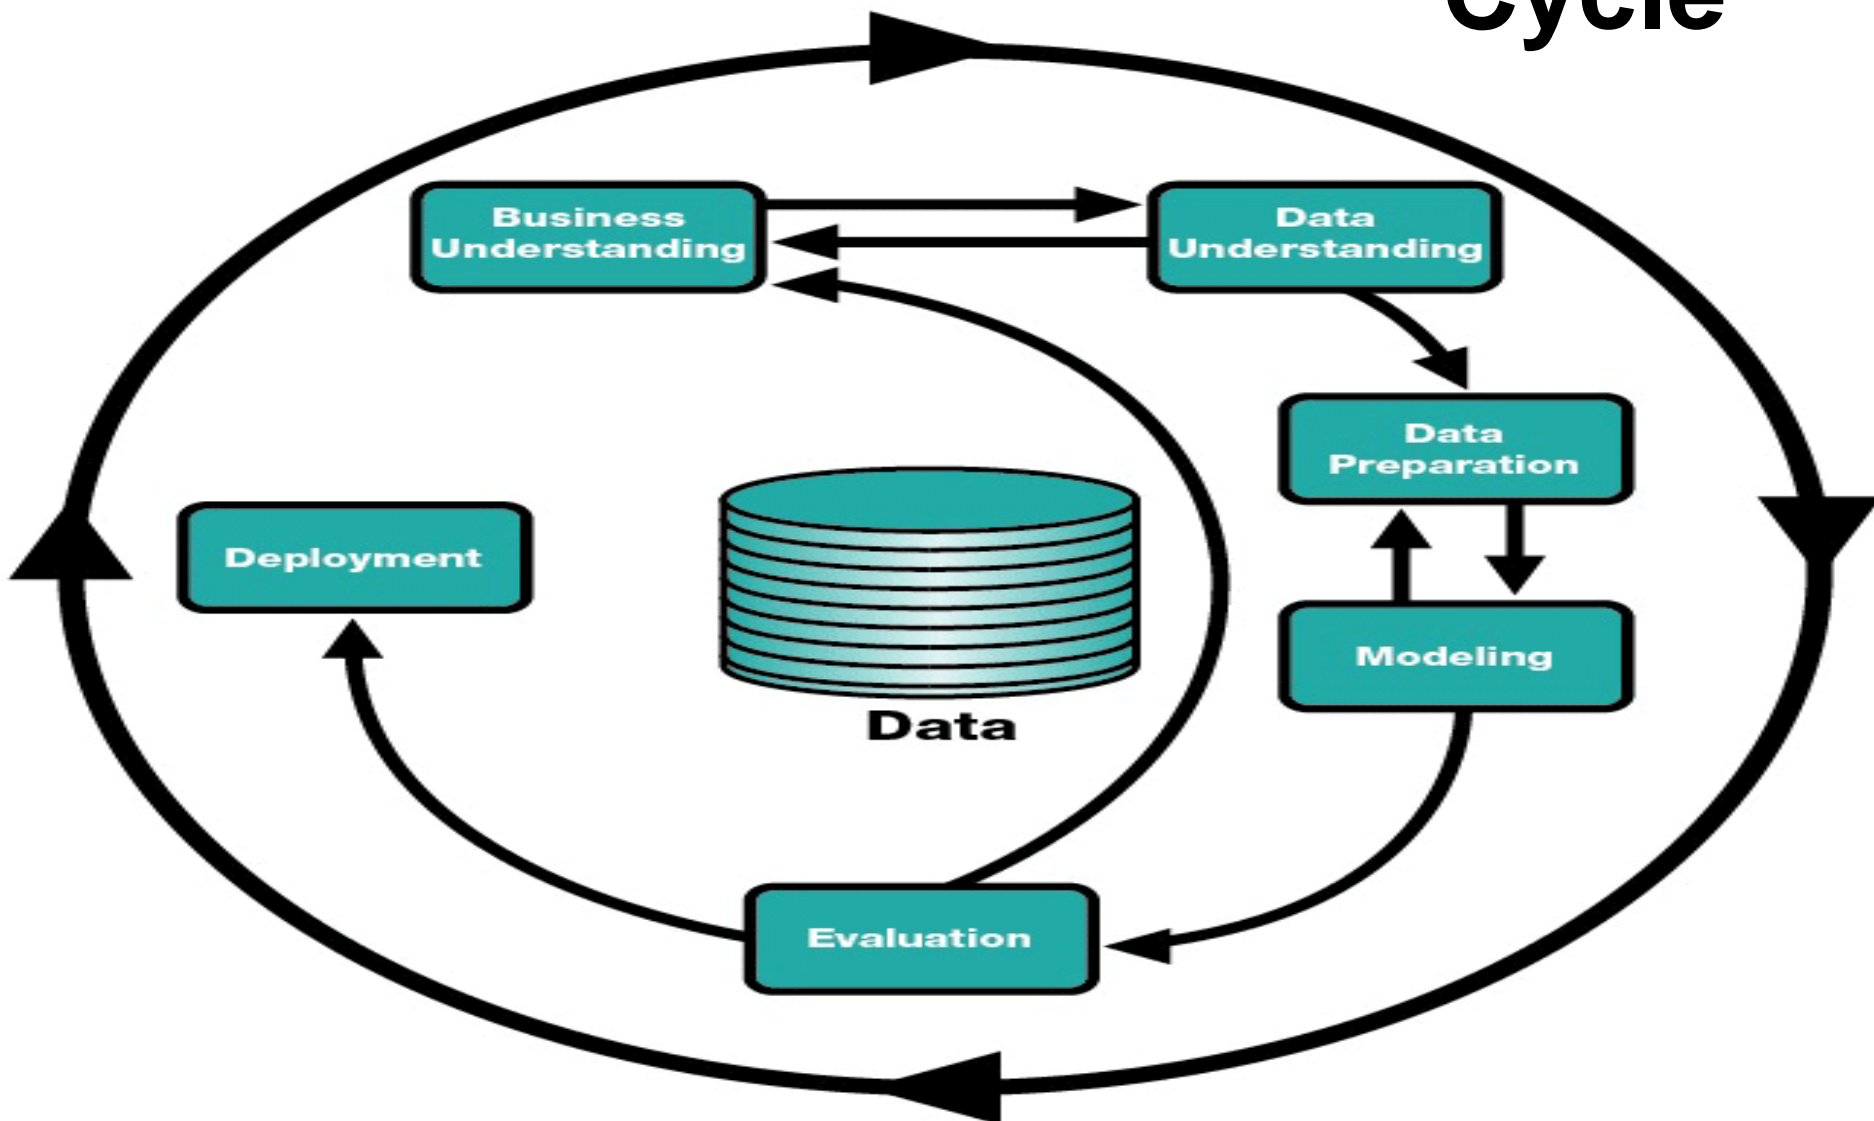 Cycle
Business
Understanding
Data
Understanding
Data
Preparation
Deployment
Modeling
Data
Evaluation